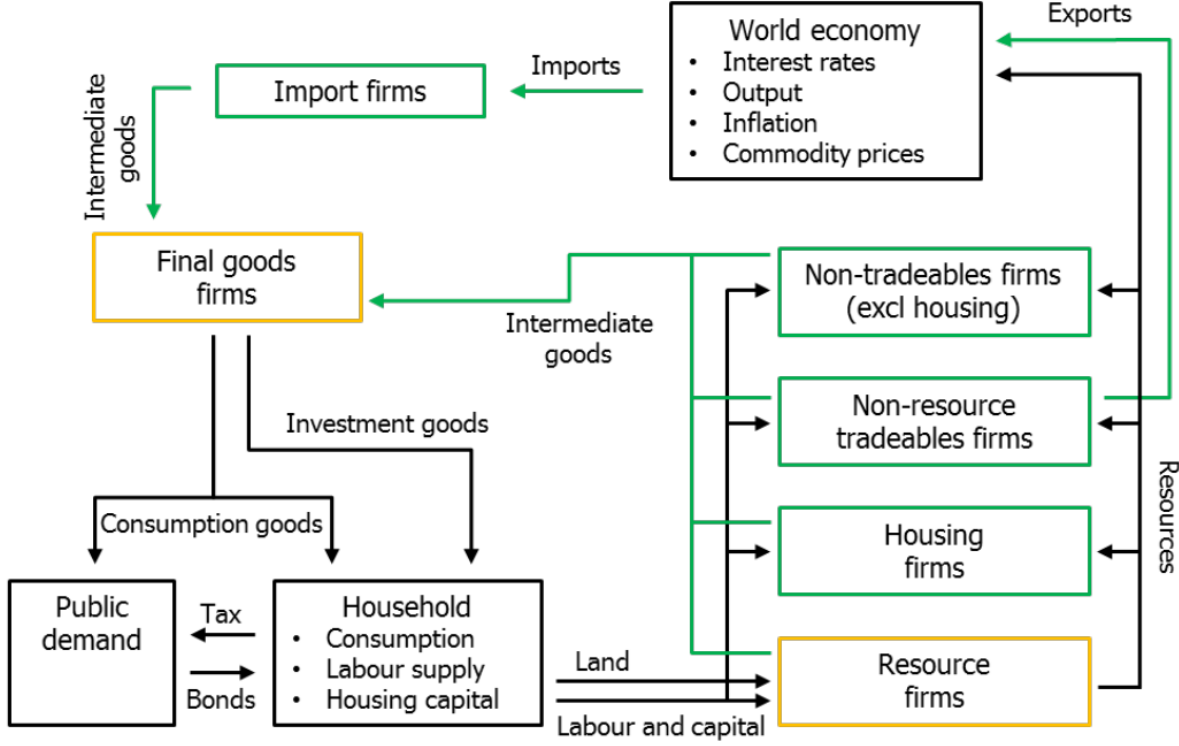 Exports
World economy
• Interest rates
• Output
• Inflation
• Commodity prices
Imports
Import firms
Intermediate
goods
Final goods
firms
Non-tradeables firms
(excl housing)
Intermediate
goods
Non-resource
tradeables firms
Investment goods
Resources
Consumption goods
Housing
firms
Public
demand
Tax
Bonds
Household
• Consumption
• Labour supply
• Housing capital
Land
Labour and capital
Resource
firms